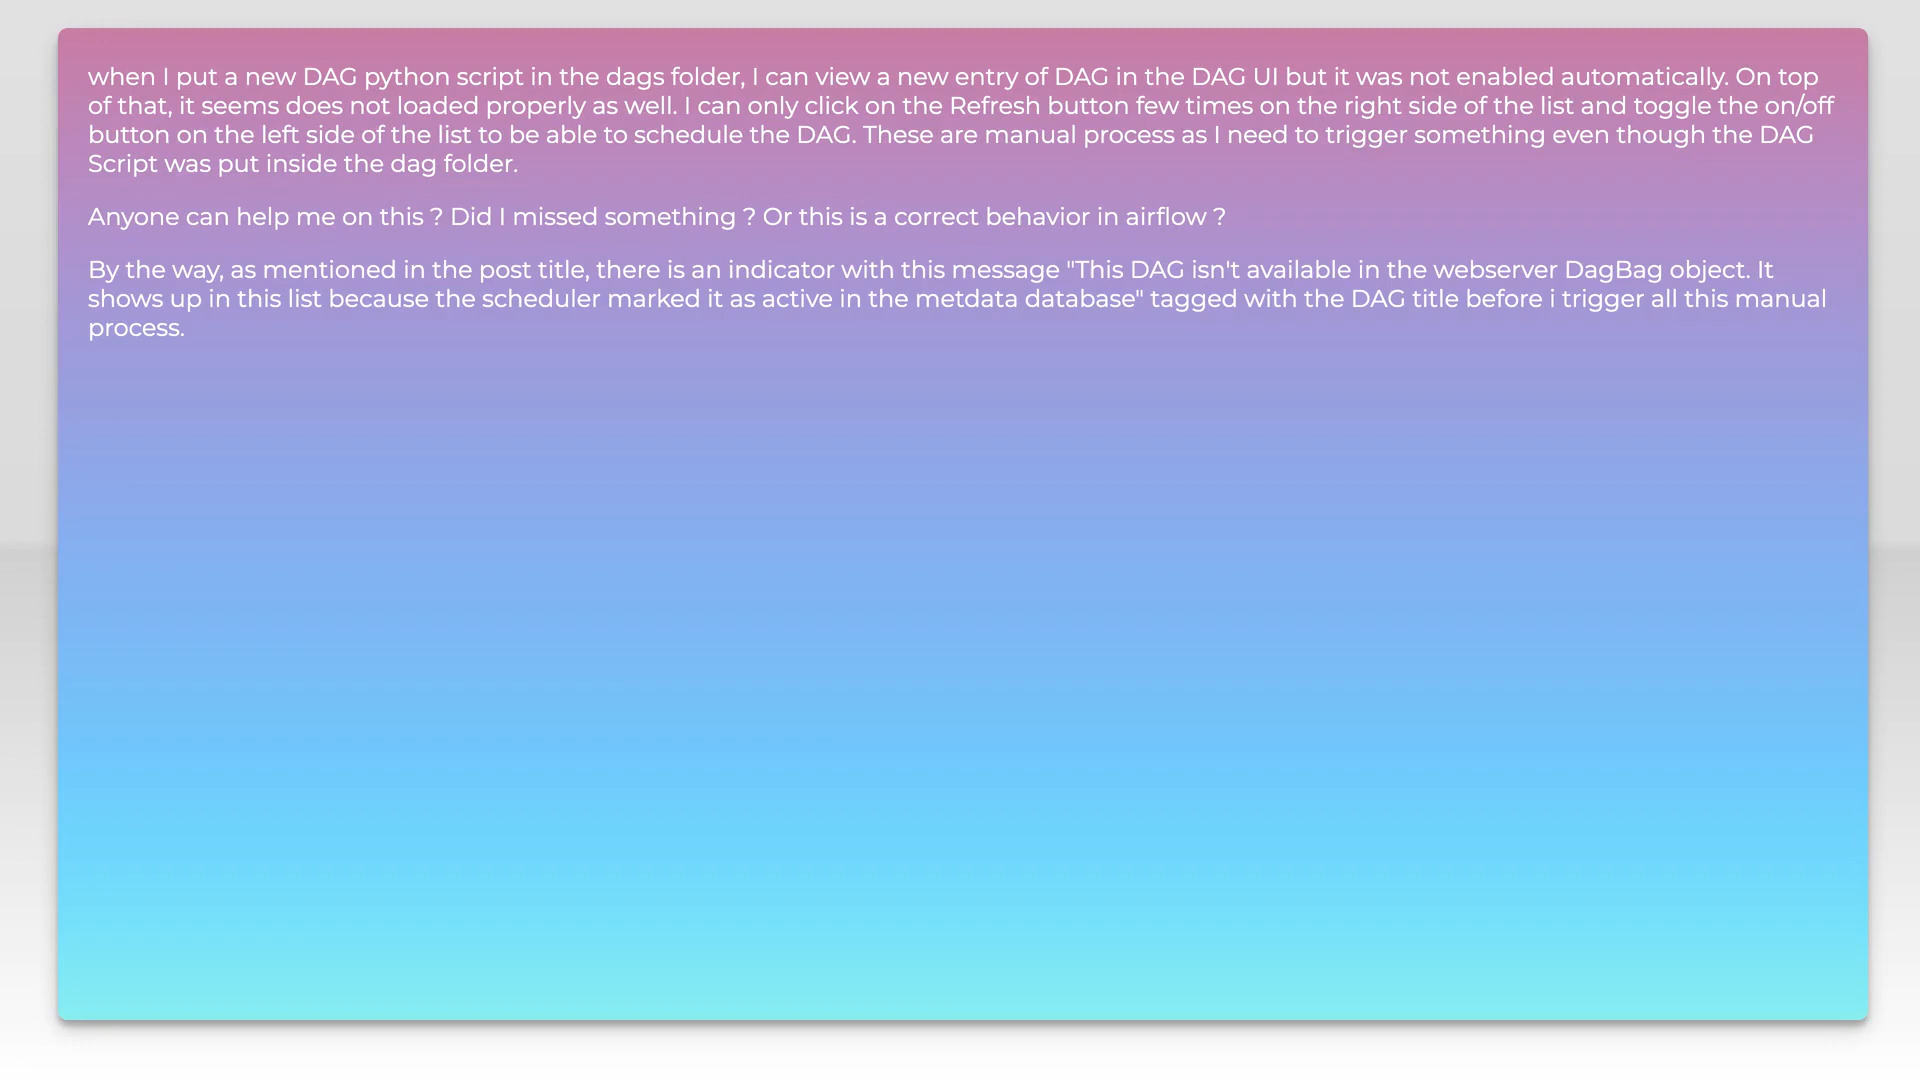 when I put a new DAG python script in the dags folder, I can view a new entry of DAG in the DAG UI but it was not enabled automatically. On top
of that, it seems does not loaded properly as well. I can only click on the Refresh button few times on the right side of the list and toggle the on/off
button on the left side of the list to be able to schedule the DAG. These are manual process as I need to trigger something even though the DAG
Script was put inside the dag folder.
Anyone can help me on this ? Did I missed something ? Or this is a correct behavior in airflow ?
By the way, as mentioned in the post title, there is an indicator with this message "This DAG isn't available in the webserver DagBag object. It
shows up in this list because the scheduler marked it as active in the metdata database" tagged with the DAG title before i trigger all this manual
process.